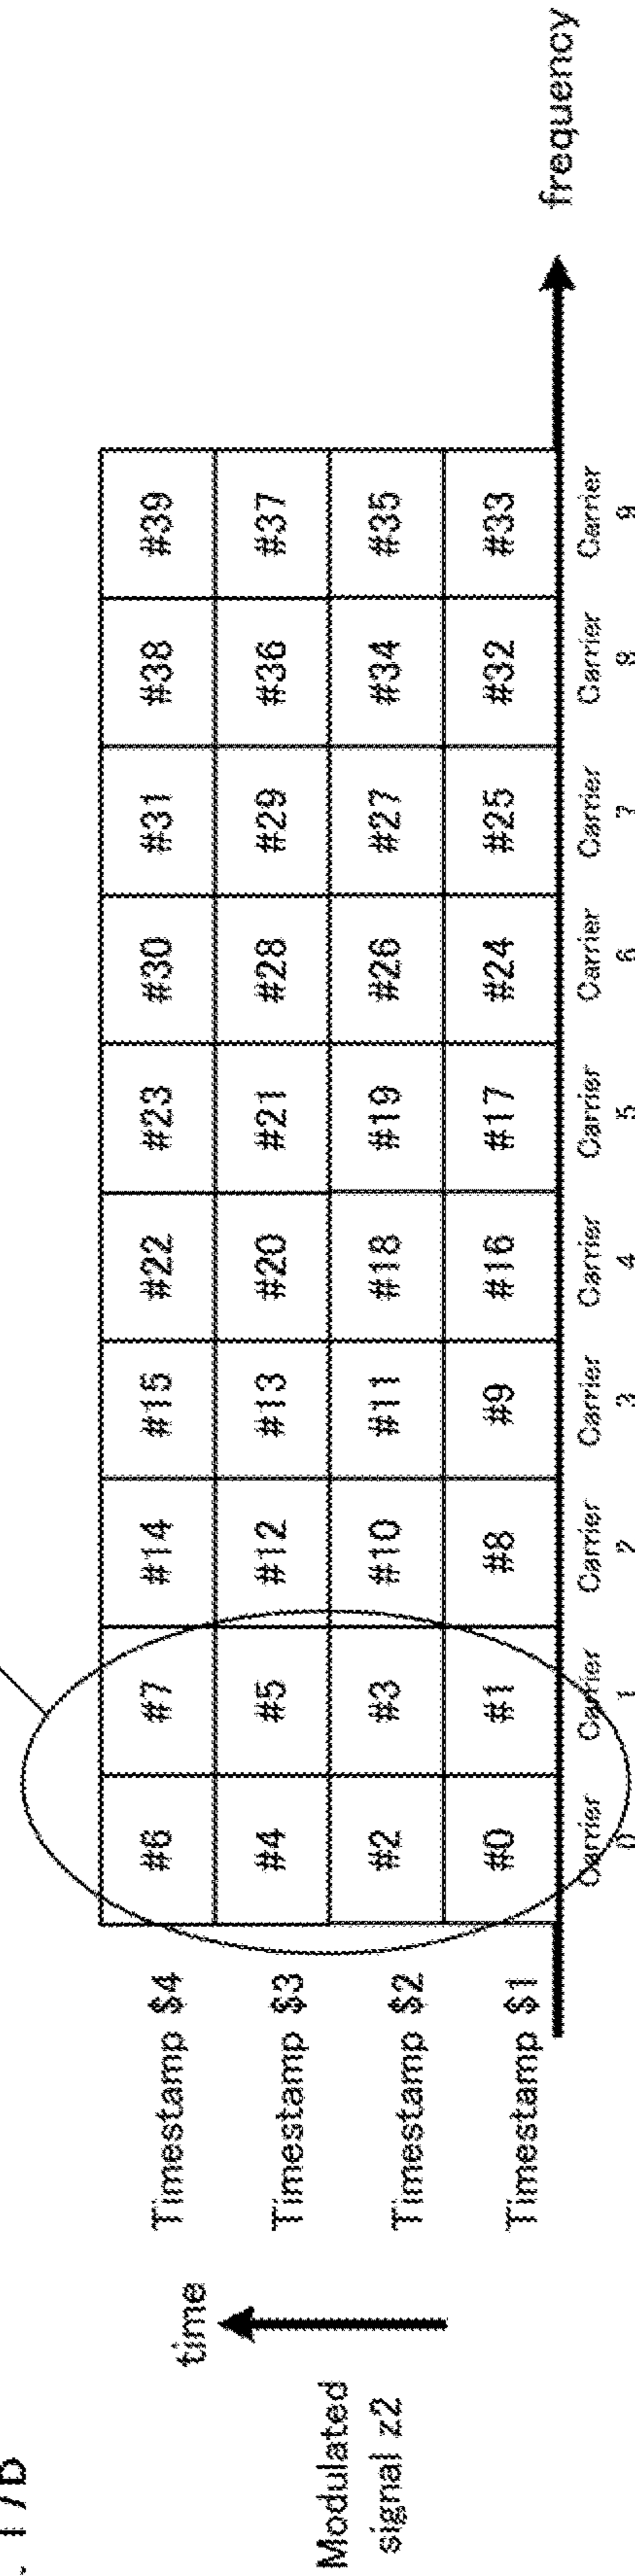 Modulated
signal z2
time
Timestamp $4
#6 #7 #14 #15 #22 #23 #30 #31 #38 #39
Timestamp $3
#4 #5 #12 #13 #20 #21 #28 #29 #36 #37
Timestamp $2
#2 #3 #10 #11 #18 #19 #26 #27 #34 #35
Timestamp $1
#0 #1 #8 #9 #16 #17 #24 #25 #32 #33
Carrier Carrier Carrier Carrier Carrier Carrier Carrier Carrier Carrier Carrier
0 1 2 3 4 5 6 7 8 9
frequency